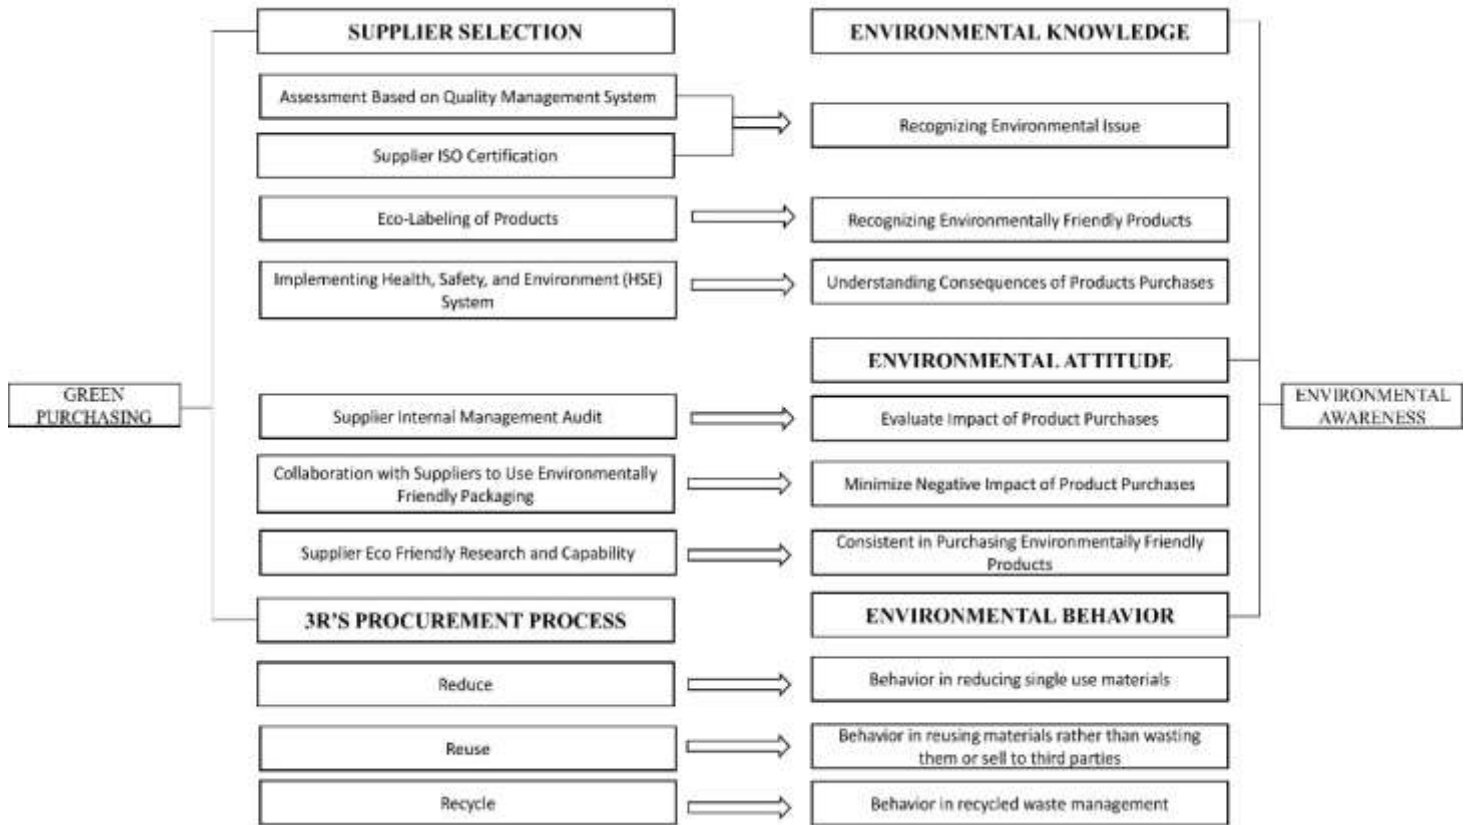 SUPPLIER SELECTION
ENVIRONMENTAL KNOWLEDGE
Assessment Based on Quality Management System
Recognizing Environmental Issue
Supplier ISO Certification
Eco-Labeling of Products
Recognizing Environmentally Friendly Products
Implementing Health, Safety, and Environment (HSE)
System
Understanding Consequences of Products Purchases
ENVIRONMENTAL ATTITUDE
GREEN
PURCHASING
ENVIRONMENTAL
AWARENESS
Supplier Internal Management Audit
Evaluate Impact of Product Purchases
Collaboration with Suppliers to Use Environmentally
Friendly Packaging
Minimize Negative Impact of Product Purchases
Supplier Eco Friendly Research and Capability
Consistent in Purchasing Environmentally Friendly
Products
3R'S PROCUREMENT PROCESS
ENVIRONMENTAL BEHAVIOR
Reduce
Behavior in reducing single use materials
Reuse
Behavior in reusing materials rather than wasting
them or sell to third parties
Recycle
Behavior in recycled waste management